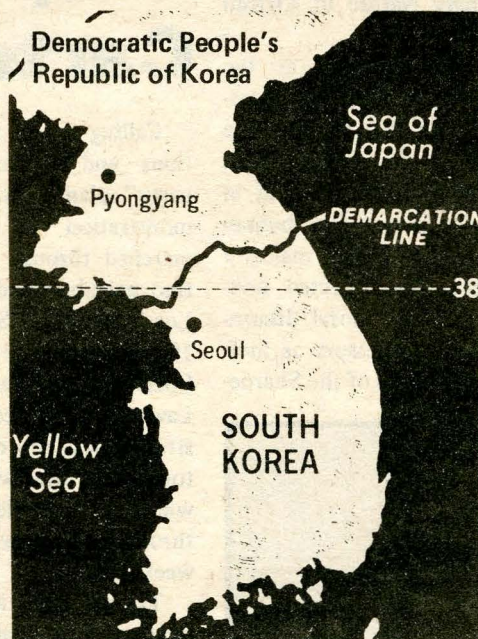 Democratic People's
Republic of Korea
Sea of
Japan
Pyongyang
DEMARCATION
LINE
38
Seoul
SOUTH
KOREA
Yellow
Sea